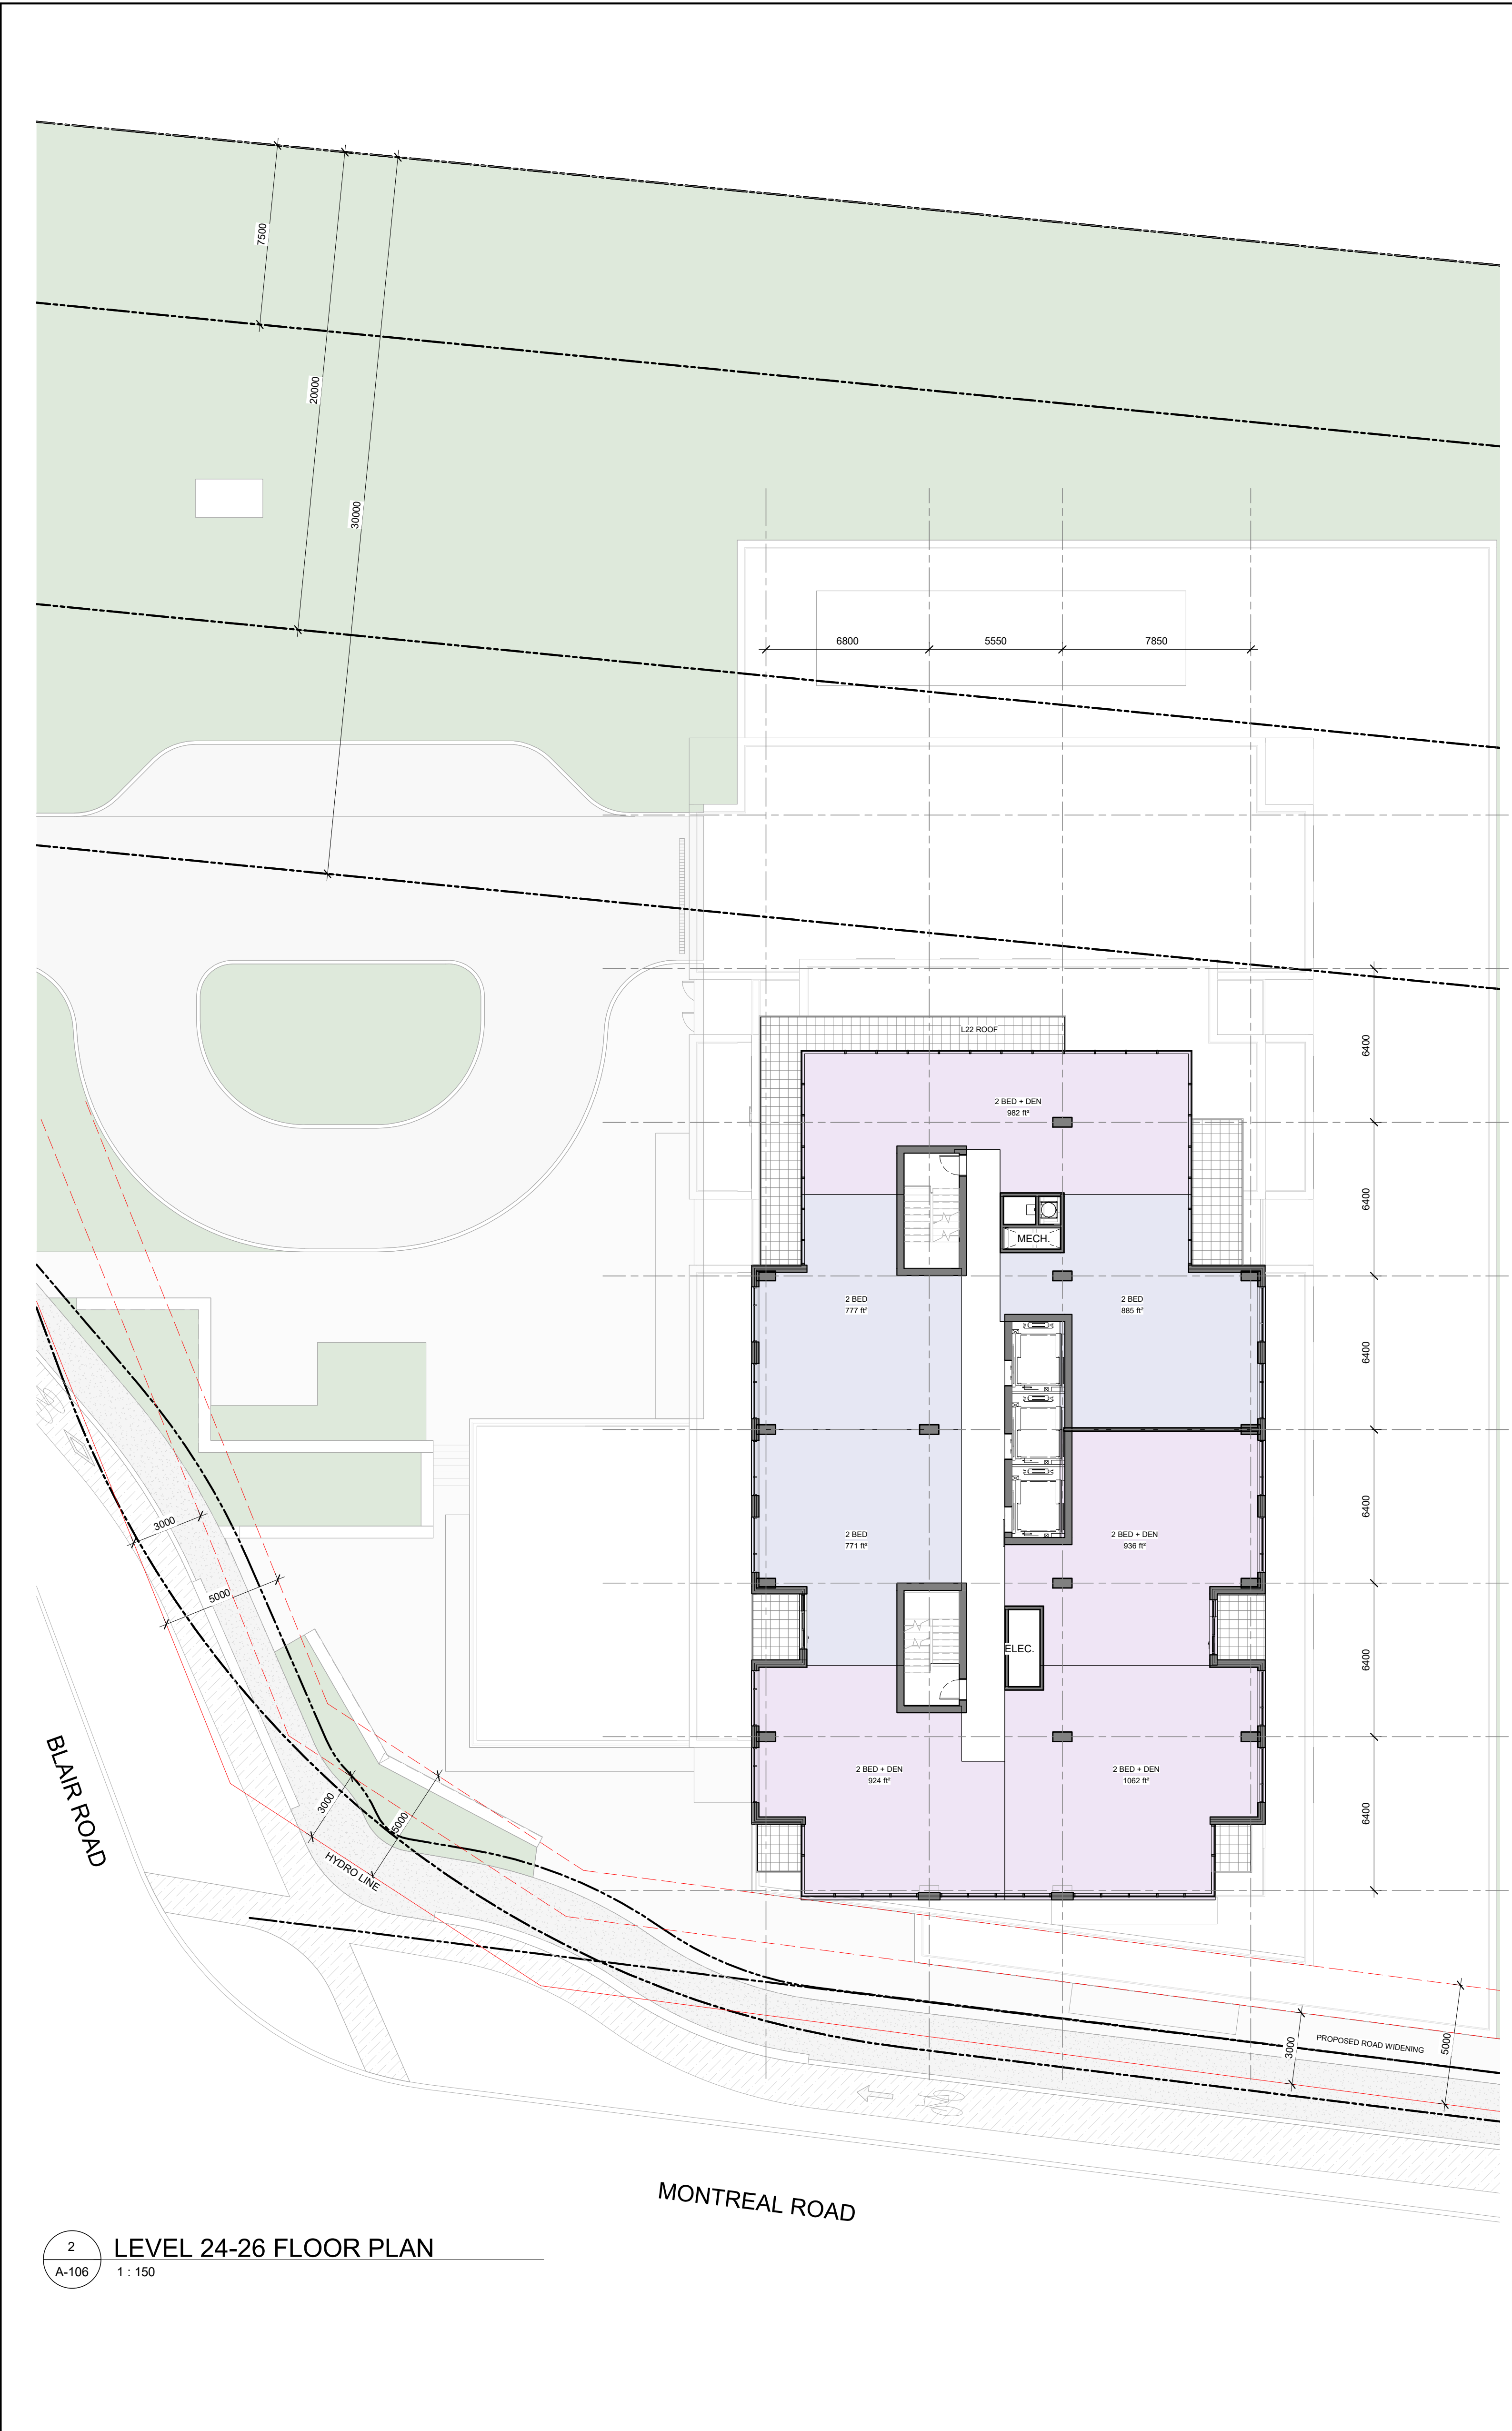 7500
20000
30000
6800
5550
7850
L22 ROOF
6400
2 BED + DEN
982 ft²
6400
MECH.
2 BED
777 ft²
2 BED
885 ft²
6400
3000
6400
2 BED
771 ft²
2 BED + DEN
936 ft²
5000
ELEC.
6400
BLAIR ROAD
2 BED + DEN
924 ft²
2 BED + DEN
1062 ft²
3000
5000
6400
HYDRO LINE
3000
PROPOSED ROAD WIDENING
5000
MONTREAL ROAD
2
A-106
LEVEL 24-26 FLOOR PLAN
1 : 150